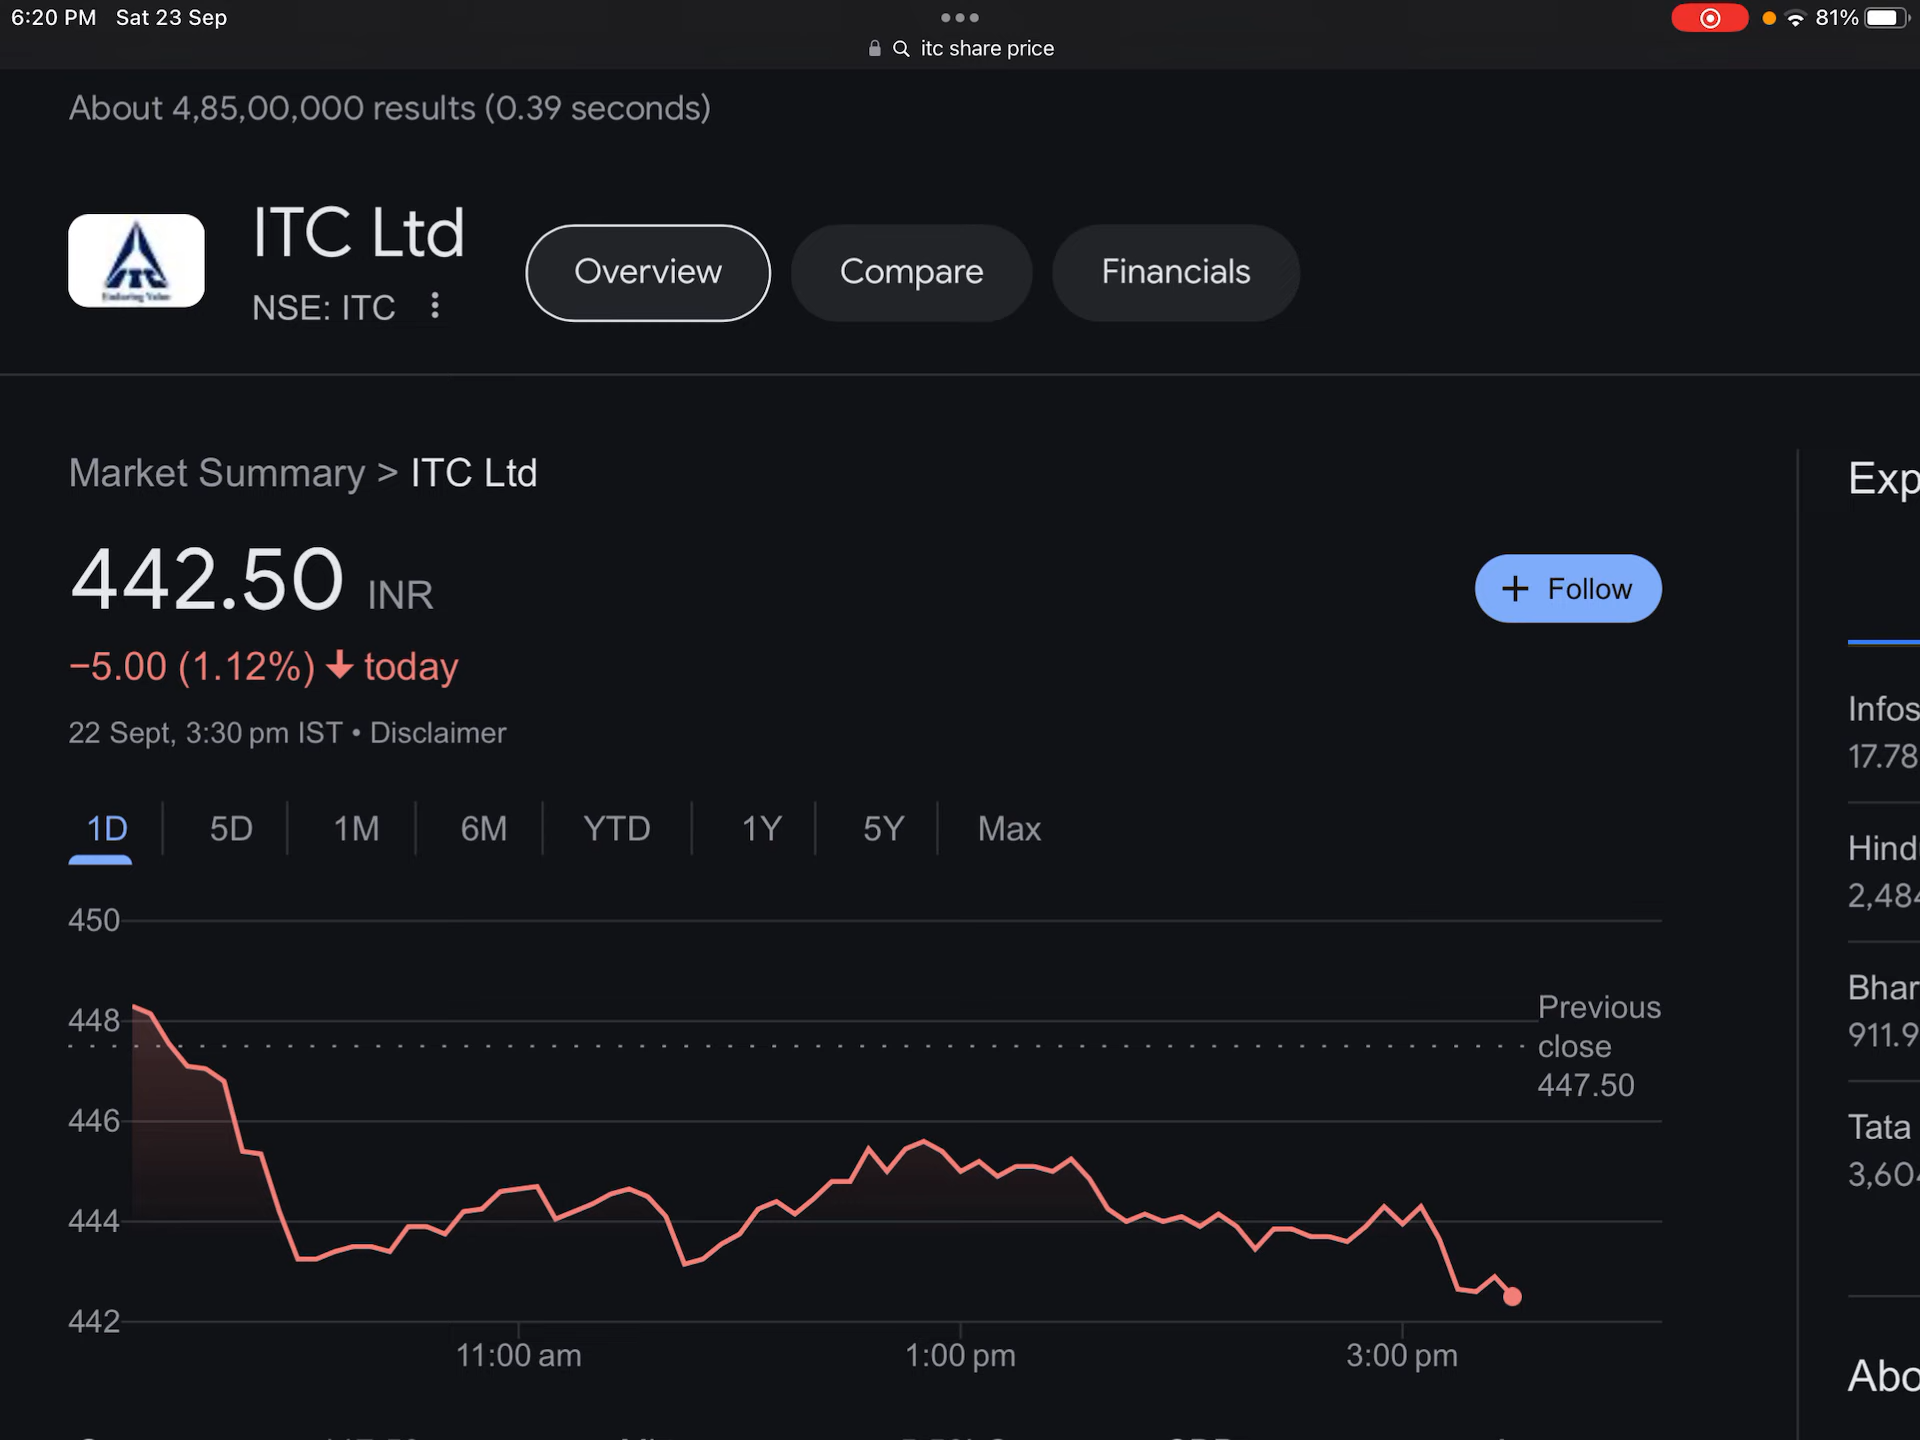 6:20 PM Sat 23 Sep
81%
itc share price
About 4,85,00,000 results (0.39 seconds)
ITC Ltd
NSE: ITC
Overview
Compare
Financials
Market Summary > ITC Ltd
Exp
442.50 INR
+ Follow
−5.00 (1.12%) today
22 Sept, 3:30 pm IST • Disclaimer
Infos
17.78
1D 5D 1M 6M YTD 1Y 5Y Max
Hind
2,484
450
448
446
444
442
Previous
close
447.50
11:00 am 1:00 pm 3:00 pm
Bhar
911.9
Tata
3,604
Abo